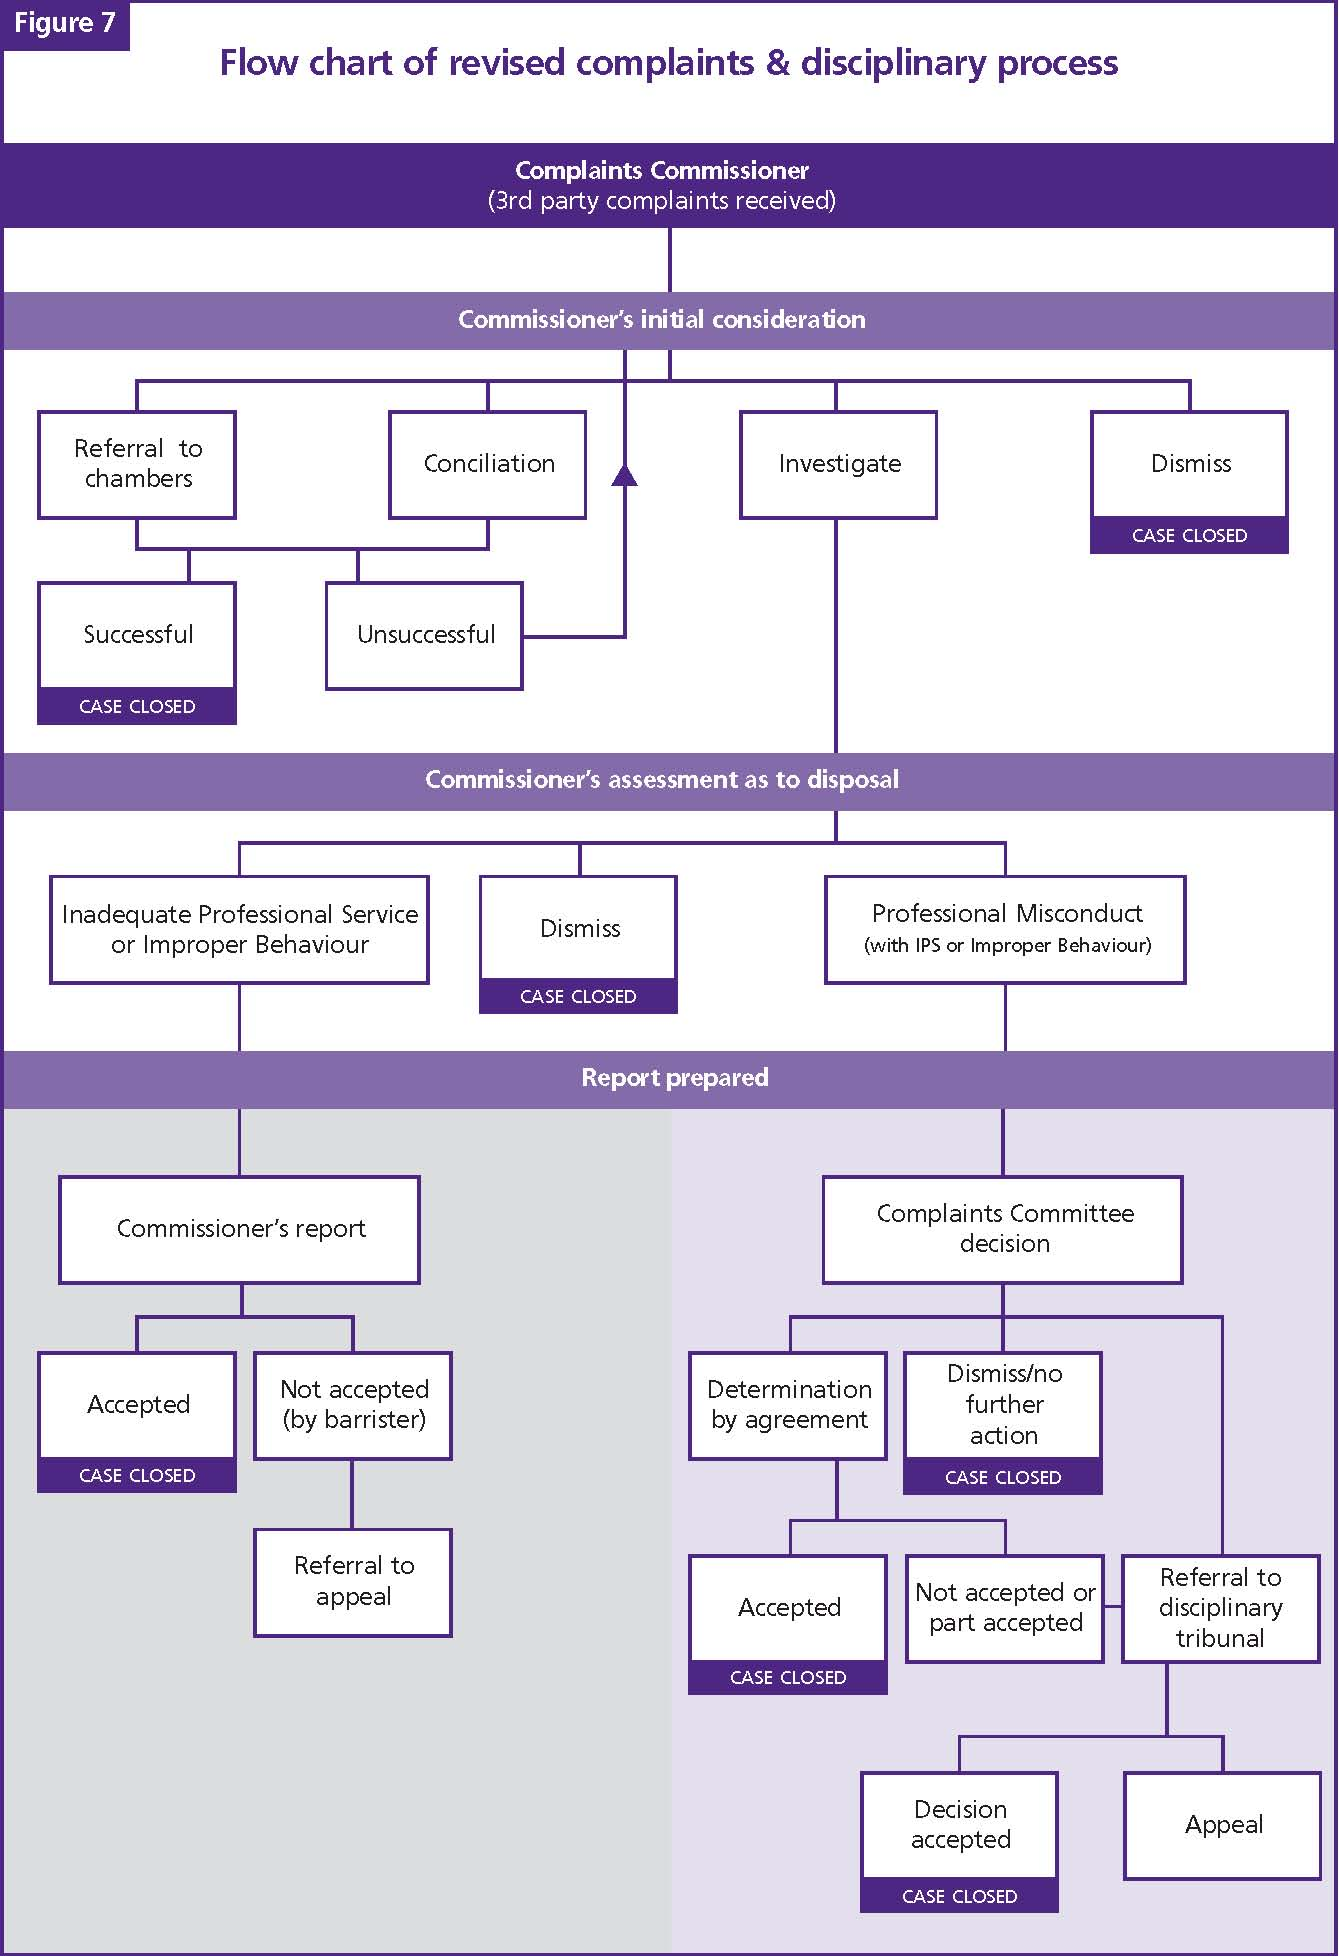 Figure 7
Flow chart of revised complaints & disciplinary process
Complaints Commissioner
(3rd party complaints received)
Commissioner’s initial consideration
Referral to
chambers
Conciliation
Investigate
Dismiss
CASE CLOSED
Successful
CASE CLOSED
Unsuccessful
Commissioner’s assessment as to disposal
Inadequate Professional Service
or Improper Behaviour
Dismiss
CASE CLOSED
Professional Misconduct
(with IPS or Improper Behaviour)
Report prepared
Commissioner’s report
Accepted
CASE CLOSED
Not accepted
(by barrister)
Referral to
appeal
Complaints Committee
decision
Determination
by agreement
Dismiss/no
further
action
CASE CLOSED
Accepted
CASE CLOSED
Not accepted or
part accepted
Referral to
disciplinary
tribunal
Decision
accepted
CASE CLOSED
Appeal